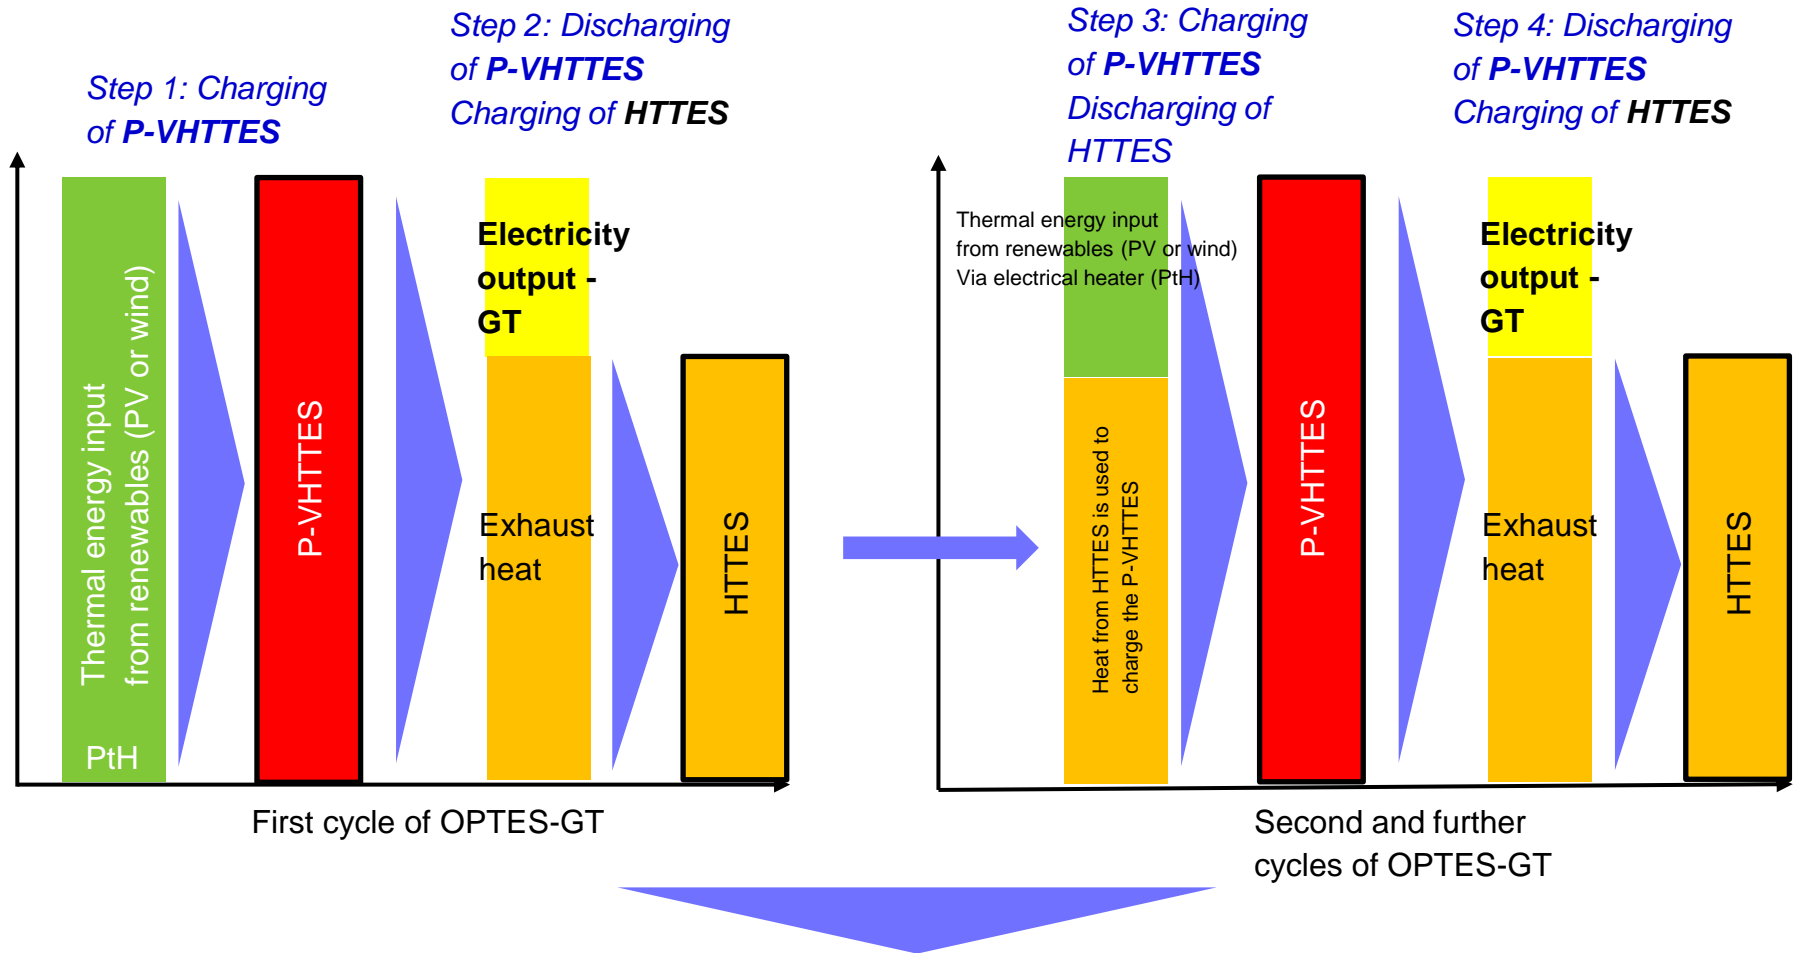 Step 1: Charging
of P-VHTTES
Step 2: Discharging
of P-VHTTES
Charging of HTTES
Thermal energy input
from renewables (PV or wind)
PtH
P-VHTTES
Electricity
output -
GT
Exhaust
heat
HTTES
First cycle of OPTES-GT
Step 3: Charging
of P-VHTTES
Discharging of
HTTES
Step 4: Discharging
of P-VHTTES
Charging of HTTES
Thermal energy input
from renewables (PV or wind)
Via electrical heater (PtH)
Heat from HTTES is used to
charge the P-VHTTES
P-VHTTES
Electricity
output -
GT
Exhaust
heat
HTTES
Second and further
cycles of OPTES-GT